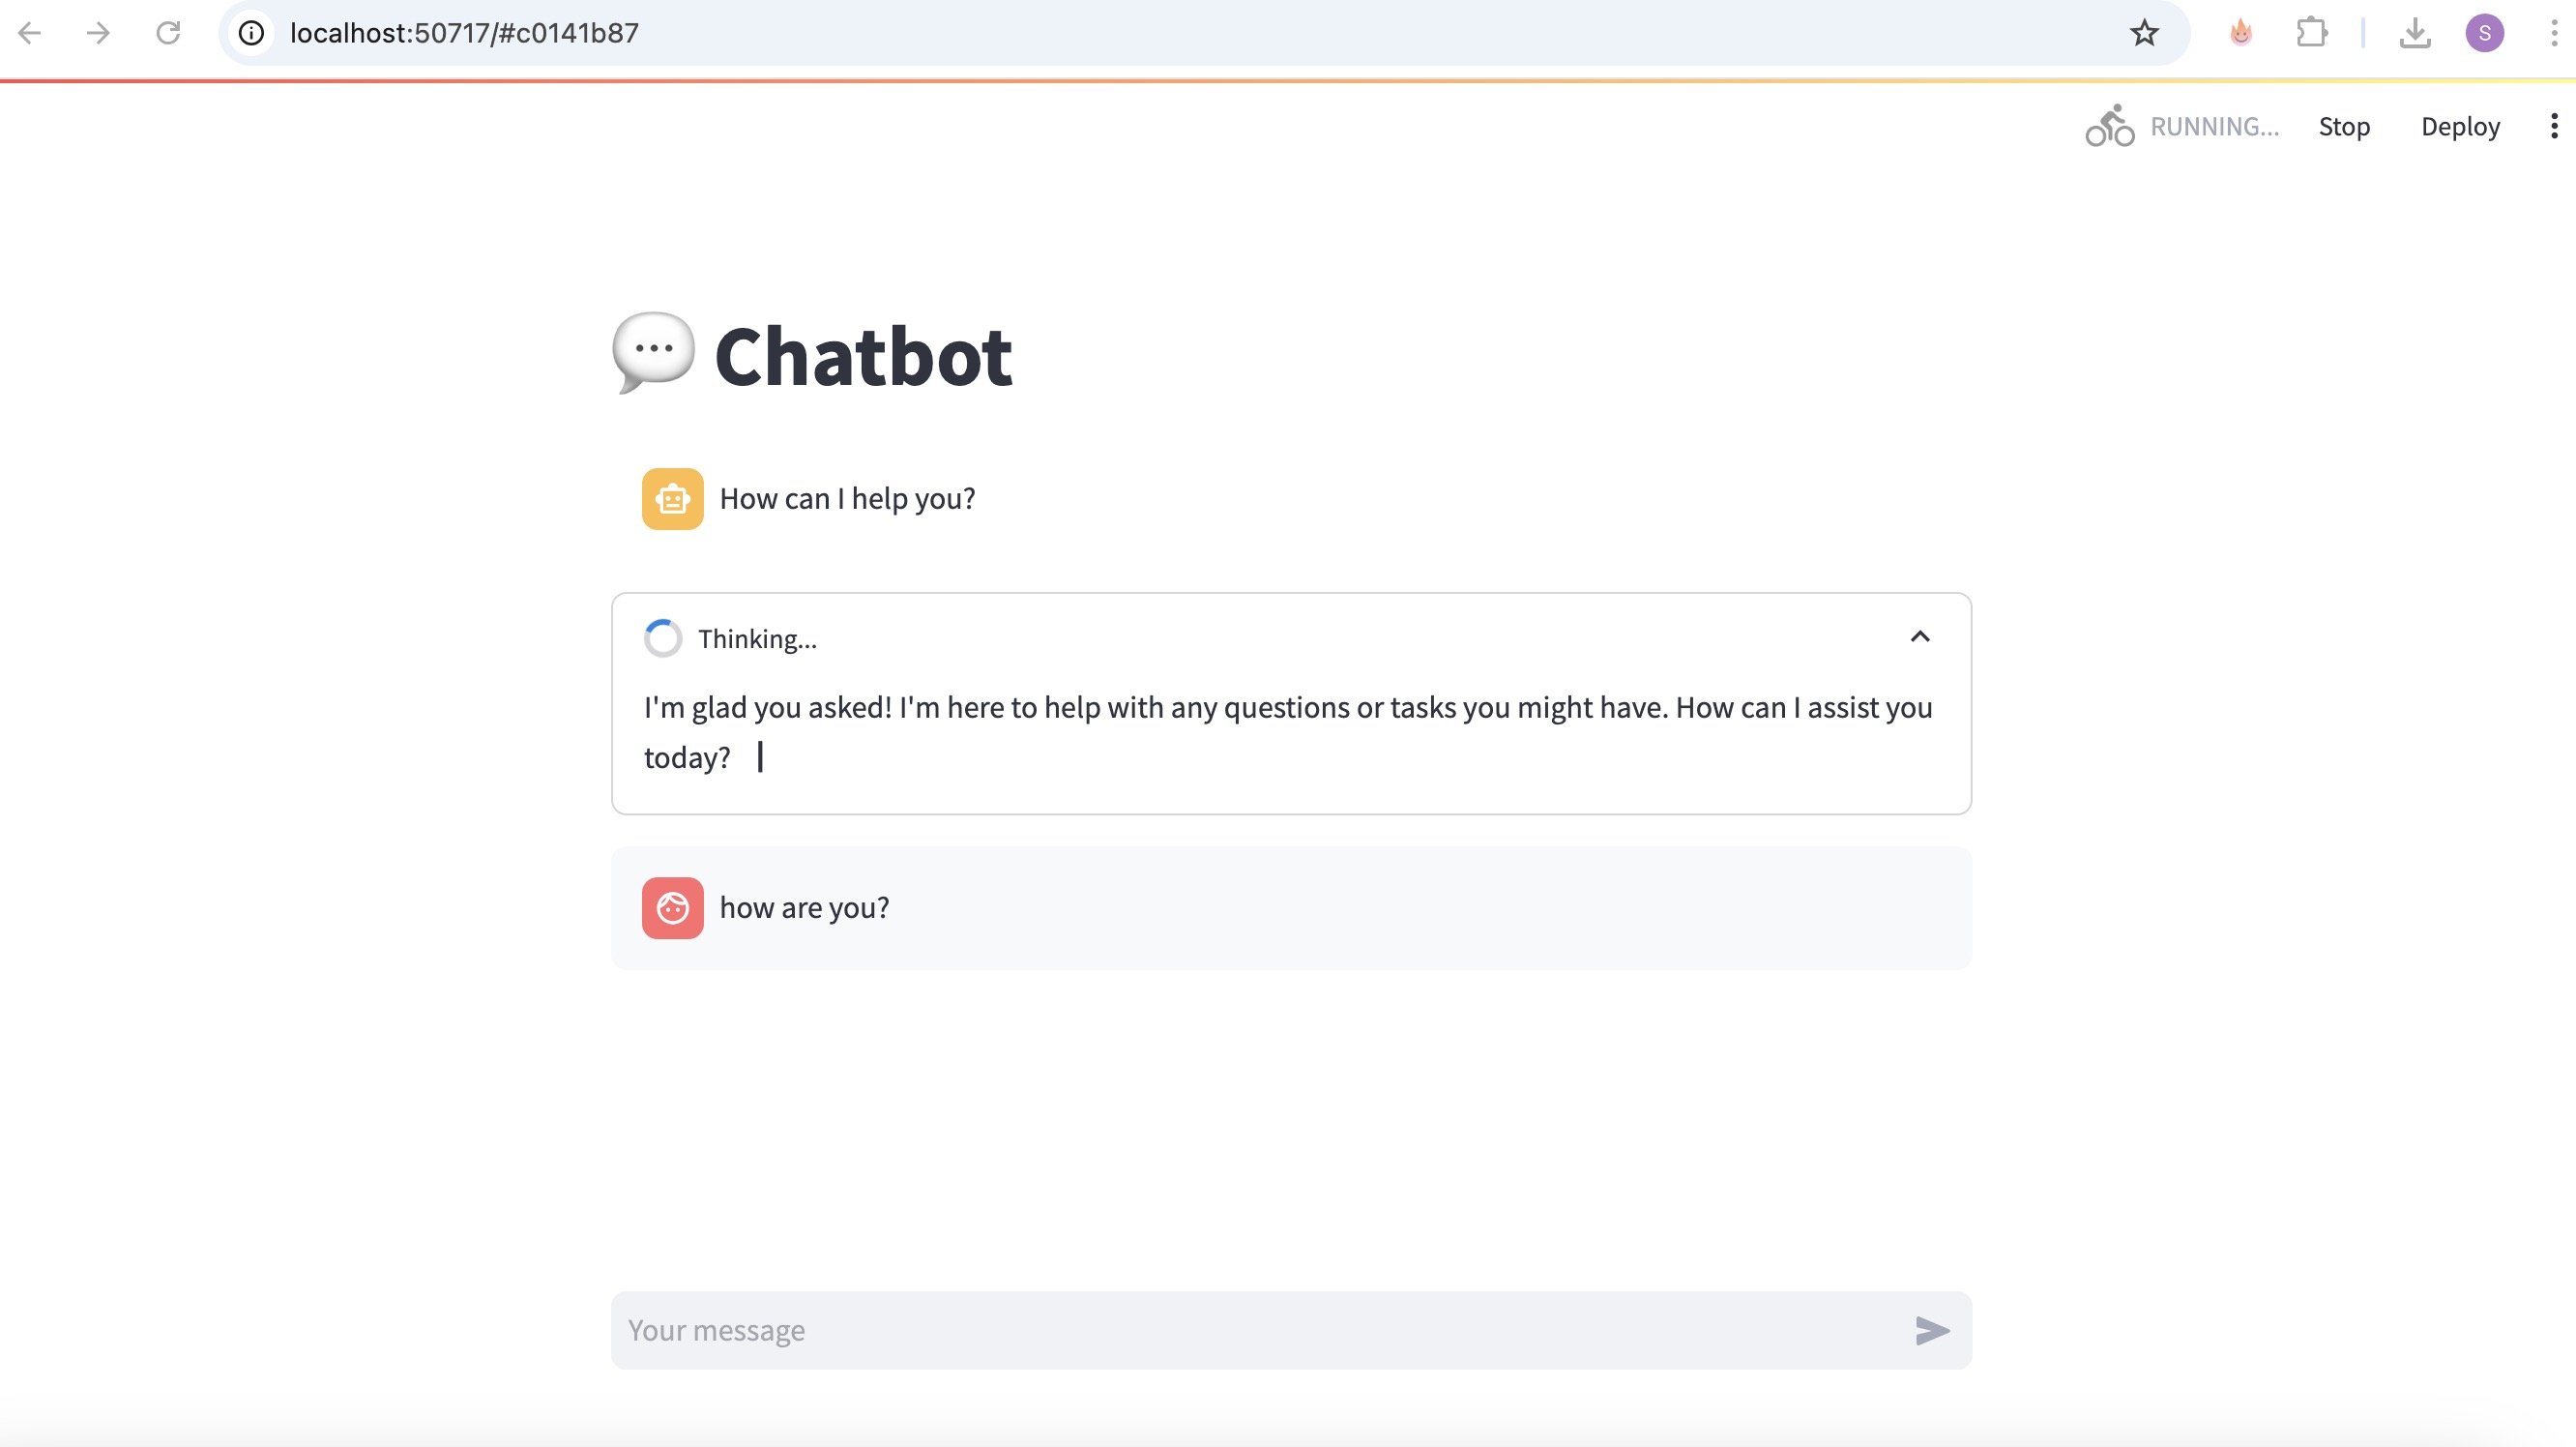 localhost:50717/#c0141b87
S
RUNNING...
Stop
Deploy
Chatbot
How can I help you?
Thinking...
I'm glad you asked! I'm here to help with any questions or tasks you might have. How can I assist you
today?
how are you?
Your message